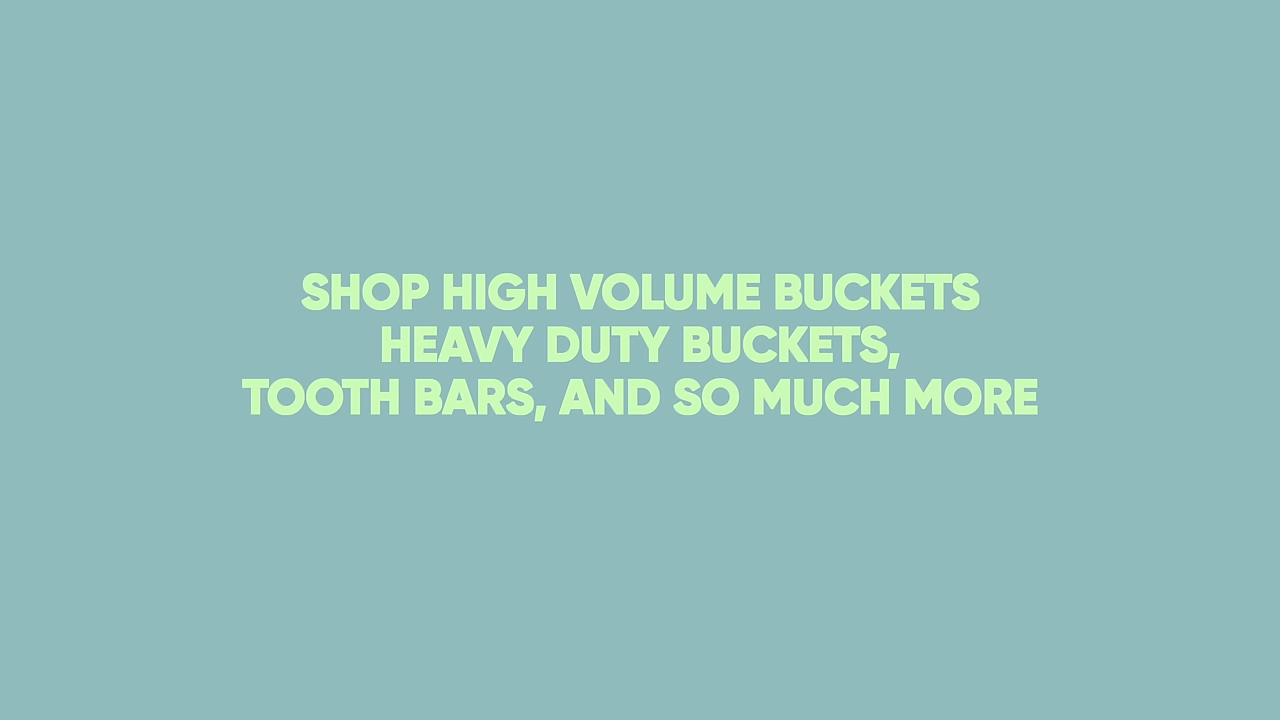 SHOP HIGH VOLUME BUCKETS
HEAVY DUTY BUCKETS,
TOOTH BARS, AND SO MUCH MORE